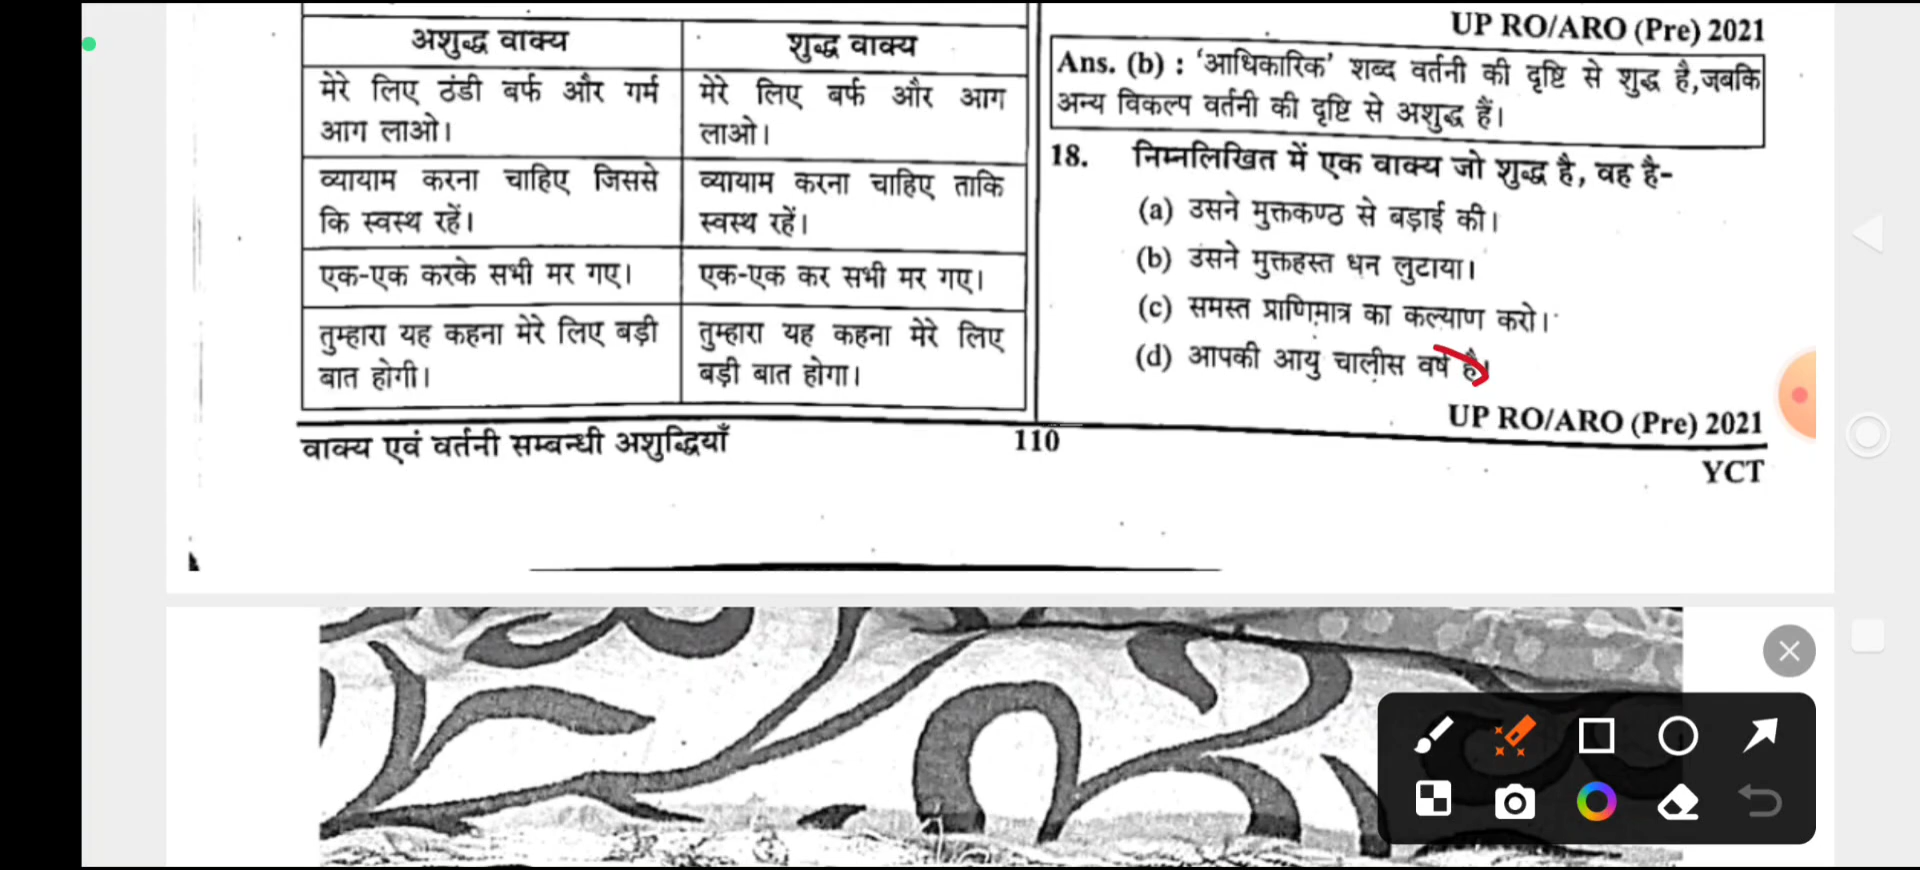 अशुद्ध वाक्य
शुद्ध वाक्य
मेरे लिए ठंडी बर्फ और गर्म
आग लाओ।
मेरे लिए बर्फ और आग
लाओ।
व्यायाम करना चाहिए जिससे
कि स्वस्थ रहें।
व्यायाम करना चाहिए ताकि
स्वस्थ रहें।
एक-एक करके सभी मर गए।
एक-एक कर सभी मर गए।
तुम्हारा यह कहना मेरे लिए बड़ी
बात होगी।
तुम्हारा यह कहना मेरे लिए
बड़ी बात होगा।
UP RO/ARO (Pre) 2021
Ans. (b) : ‘आधिकारिक’ शब्द वर्तनी की दृष्टि से शुद्ध है,जबकि
अन्य विकल्प वर्तनी की दृष्टि से अशुद्ध हैं।
18. निम्नलिखित में एक वाक्य जो शुद्ध है, वह है-
(a) उसने मुक्तकण्ठ से बड़ाई की।
(b) उसने मुक्तहस्त धन लुटाया।
(c) समस्त प्राणिमात्र का कल्याण करो।
(d) आपकी आयु चालीस वर्ष है।
UP RO/ARO (Pre) 2021
वाक्य एवं वर्तनी सम्बन्धी अशुद्धियाँ
110
YCT